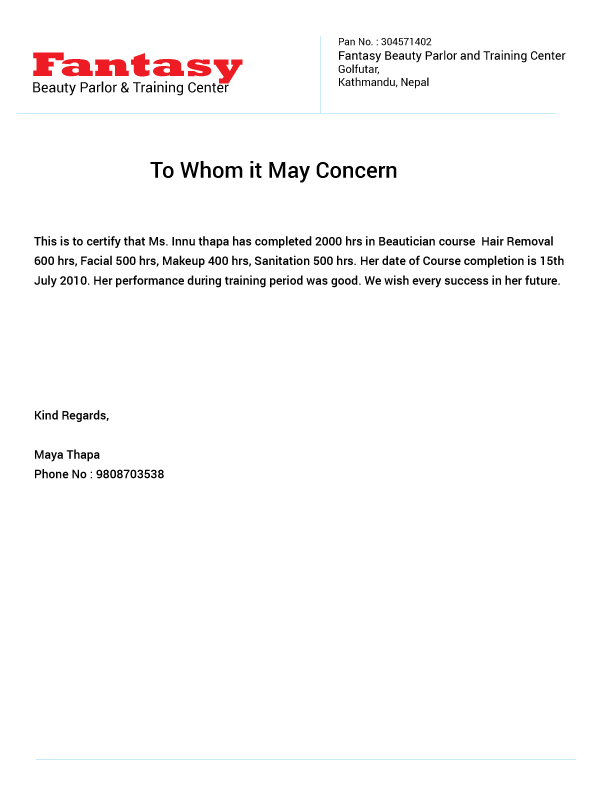 Fantasy
Beauty Parlor & Training Center
Pan No. : 304571402
Fantasy Beauty Parlor and Training Center
Golfutar,
Kathmandu, Nepal
To Whom it May Concern
This is to certify that Ms. Innu thapa has completed 2000 hrs in Beautician course  Hair Removal
600 hrs, Facial 500 hrs, Makeup 400 hrs, Sanitation 500 hrs. Her date of Course completion is 15th
July 2010. Her performance during training period was good. We wish every success in her future.
Kind Regards,
Maya Thapa
Phone No : 9808703538